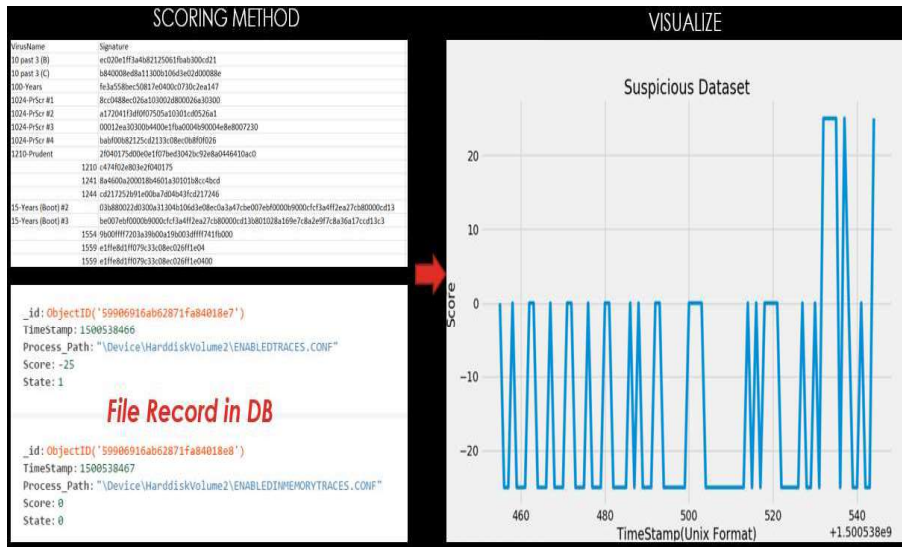 SCORING METHOD
VirusName Signature
10 past 3 (B) ec020e1ff3a4b82125061fbab300cd21
10 past 3 (C) b840008ed8a11300b106d3e02d00088e
100-Years fe3a558bec50817e0400c0730c2ea147
1024-PrScr #1 8cc0488ec026a103002d800026a30300
1024-PrScr #2 a172041f3df0f07505a10301cd0526a1
1024-PrScr #3 00012ea30300b4400e1fba0004b90004e8e8007230
1024-PrScr #4 babf00b82125cd2133c08ec0b8f0f026
1210-Prudent 2f040175d00e0e1f07bed3042bc92e8a0446410ac0
1210 c474f02e803e2f040175
1241 8a4600a200018b4601a30101b8cc4bcd
1244 cd217252b91e00ba7d04b43fcd217246
15-Years (Boot) #2 03b880022d0300a31304b106d3e08ec0a3a47cbe007ebf0000b9000cfcf3a4ff2ea27cb80000cd13
15-Years (Boot) #3 be007ebf0000b9000cfcf3a4ff2ea27cb80000cd13b801028a169e7c8a2e9f7c8a36a17ccd13c3
1554 9b00ffff7203a39b00a19b003dffff741fb000
1559 e1ffe8d1ff079c33c08ec026ff1e04
1559 e1ffe8d1ff079c33c08ec026ff1e0400
_id: ObjectID('59906916ab62871fa84018e7')
TimeStamp: 1500538466
Process_Path: "\Device\HarddiskVolume2\ENABLEDTRACES.CONF"
Score: -25
State: 1
File Record in DB
_id: ObjectID('59906916ab62871fa84018e8')
TimeStamp: 1500538467
Process_Path: "\Device\HarddiskVolume2\ENABLEDINMEMORYTRACES.CONF"
Score: 0
State: 0
VISUALIZE
Suspicious Dataset
20
10
0
−10
−20
Score
460 480 500 520 540
TimeStamp(Unix Format)
+1.500538e9